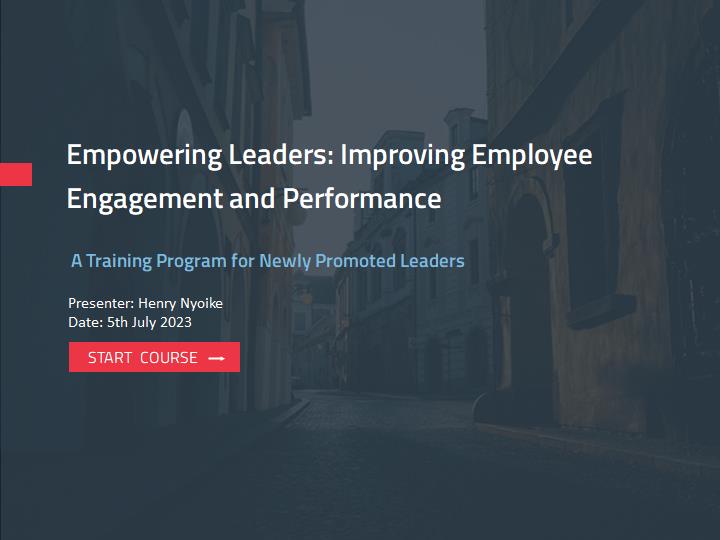 Empowering Leaders: Improving Employee
Engagement and Performance
A Training Program for Newly Promoted Leaders
Presenter: Henry Nyoike
Date: 5th July 2023
START COURSE